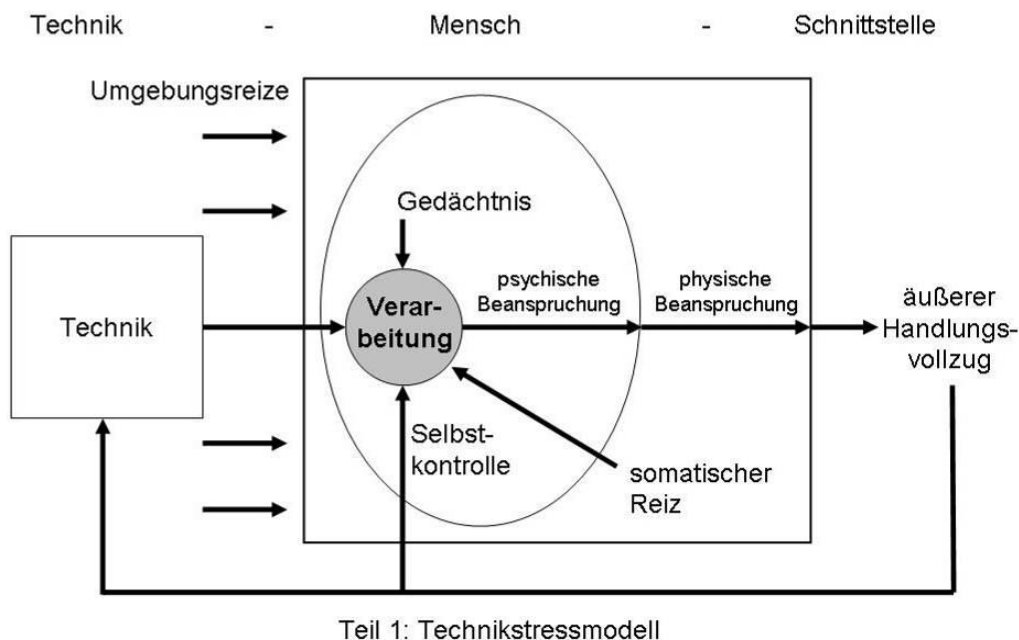 Technik - Mensch - Schnittstelle
Umgebungsreize
Gedächtnis
psychische
Beanspruchung
physische
Beanspruchung
Technik
Verar-
beitung
äußerer
Handlungs-
vollzug
Selbst-
kontrolle
somatischer
Reiz
Teil 1: Technikstressmodell